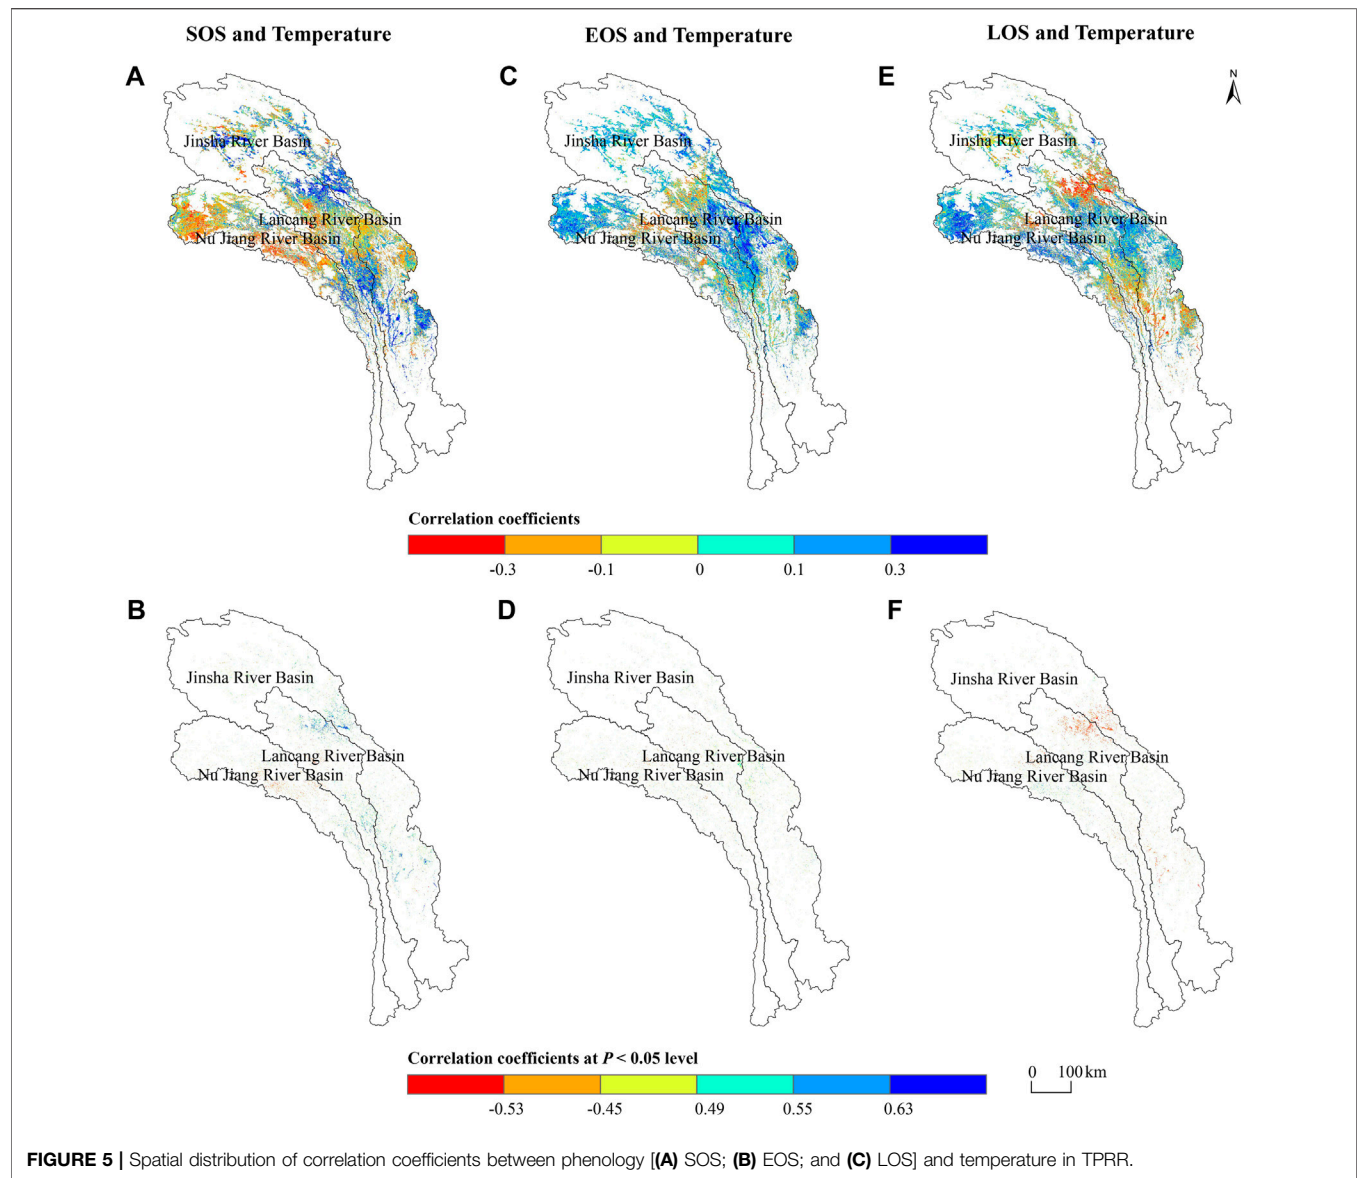 SOS and Temperature
EOS and Temperature
LOS and Temperature
A
C
E
N
Jinsha River Basin
Lancang River Basin
Nu Jiang River Basin
Jinsha River Basin
Lancang River Basin
Nu Jiang River Basin
Jinsha River Basin
Lancang River Basin
Nu Jiang River Basin
Correlation coefficients
-0.3 -0.1 0 0.1 0.3
B
D
F
Jinsha River Basin
Lancang River Basin
Nu Jiang River Basin
Jinsha River Basin
Lancang River Basin
Nu Jiang River Basin
Jinsha River Basin
Lancang River Basin
Nu Jiang River Basin
Correlation coefficients at P < 0.05 level
-0.53 -0.45 0.49 0.55 0.63
0 100 km
FIGURE 5 | Spatial distribution of correlation coefficients between phenology [(A) SOS; (B) EOS; and (C) LOS] and temperature in TPRR.